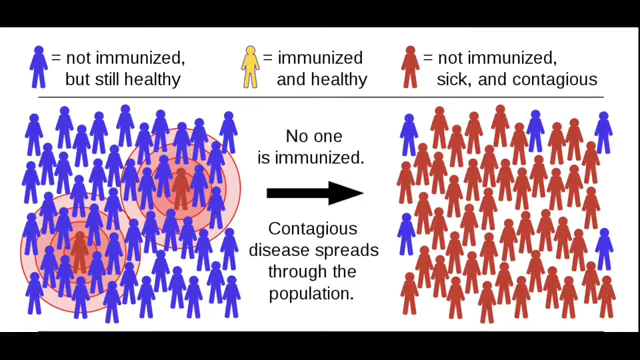 = not immunized,
but still healthy
= immunized
and healthy
= not immunized,
sick, and contagious
No one
is immunized.
Contagious
disease spreads
through the
population.